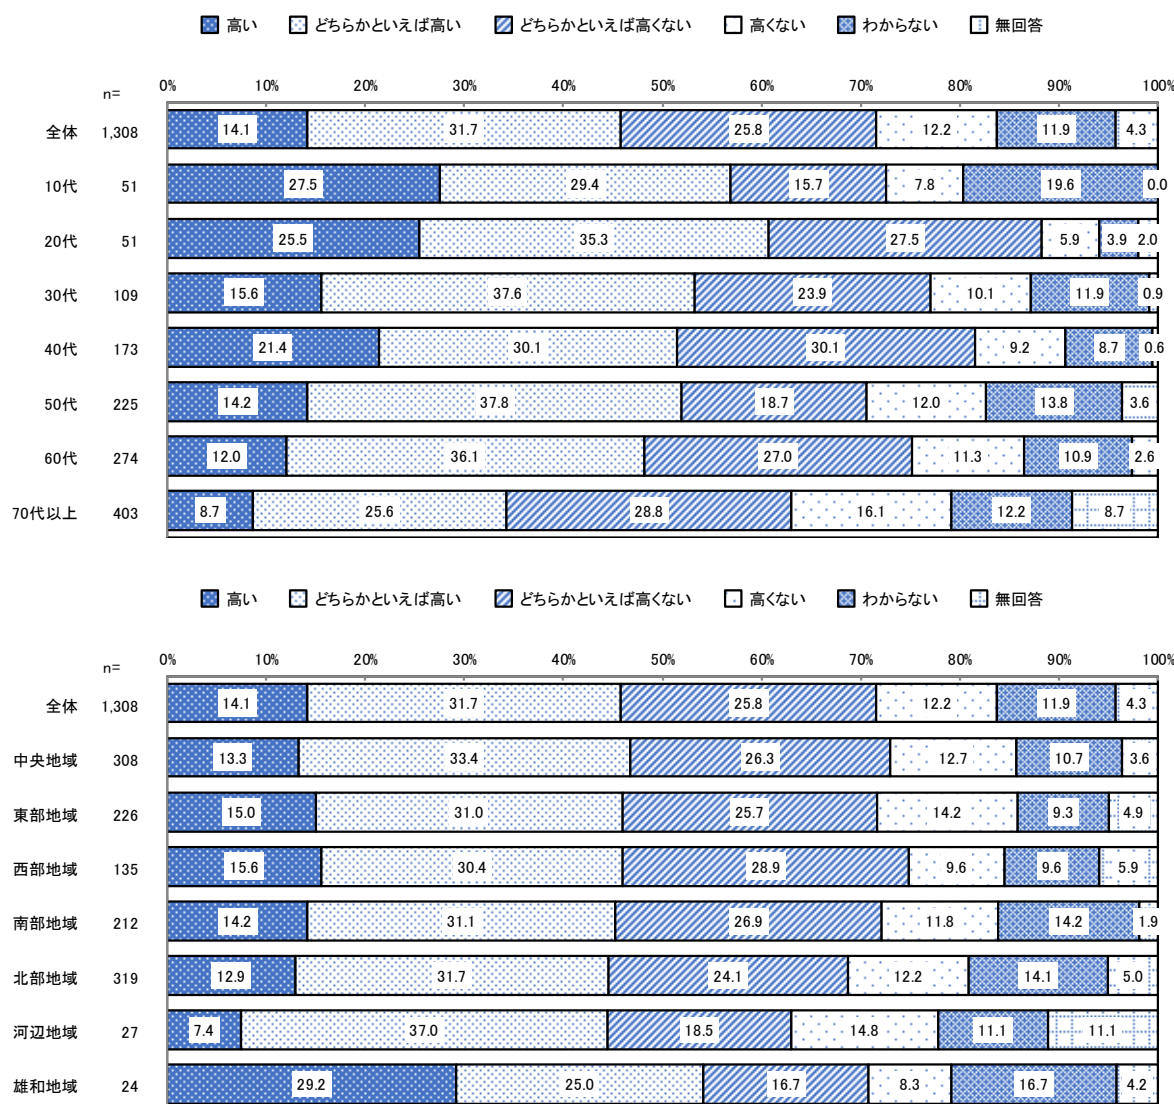 高い どちらかといえば高い どちらかといえば高くない 高くない わからない 無回答
n= 0% 10% 20% 30% 40% 50% 60% 70% 80% 90% 100%
全体 1,308 14.1 31.7 25.8 12.2 11.9 4.3
10代 51 27.5 29.4 15.7 7.8 19.6 0.0
20代 51 25.5 35.3 27.5 5.9 3.9 2.0
30代 109 15.6 37.6 23.9 10.1 11.9 0.9
40代 173 21.4 30.1 30.1 9.2 8.7 0.6
50代 225 14.2 37.8 18.7 12.0 13.8 3.6
60代 274 12.0 36.1 27.0 11.3 10.9 2.6
70代以上 403 8.7 25.6 28.8 16.1 12.2 8.7
高い どちらかといえば高い どちらかといえば高くない 高くない わからない 無回答
n= 0% 10% 20% 30% 40% 50% 60% 70% 80% 90% 100%
全体 1,308 14.1 31.7 25.8 12.2 11.9 4.3
中央地域 308 13.3 33.4 26.3 12.7 10.7 3.6
東部地域 226 15.0 31.0 25.7 14.2 9.3 4.9
西部地域 135 15.6 30.4 28.9 9.6 9.6 5.9
南部地域 212 14.2 31.1 26.9 11.8 14.2 1.9
北部地域 319 12.9 31.7 24.1 12.2 14.1 5.0
河辺地域 27 7.4 37.0 18.5 14.8 11.1 11.1
雄和地域 24 29.2 25.0 16.7 8.3 16.7 4.2